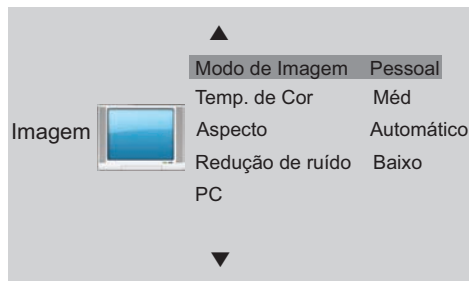 Imagem
Modo de Imagem Pessoal
Temp. de Cor Méd
Aspecto Automático
Redução de ruído Baixo
PC